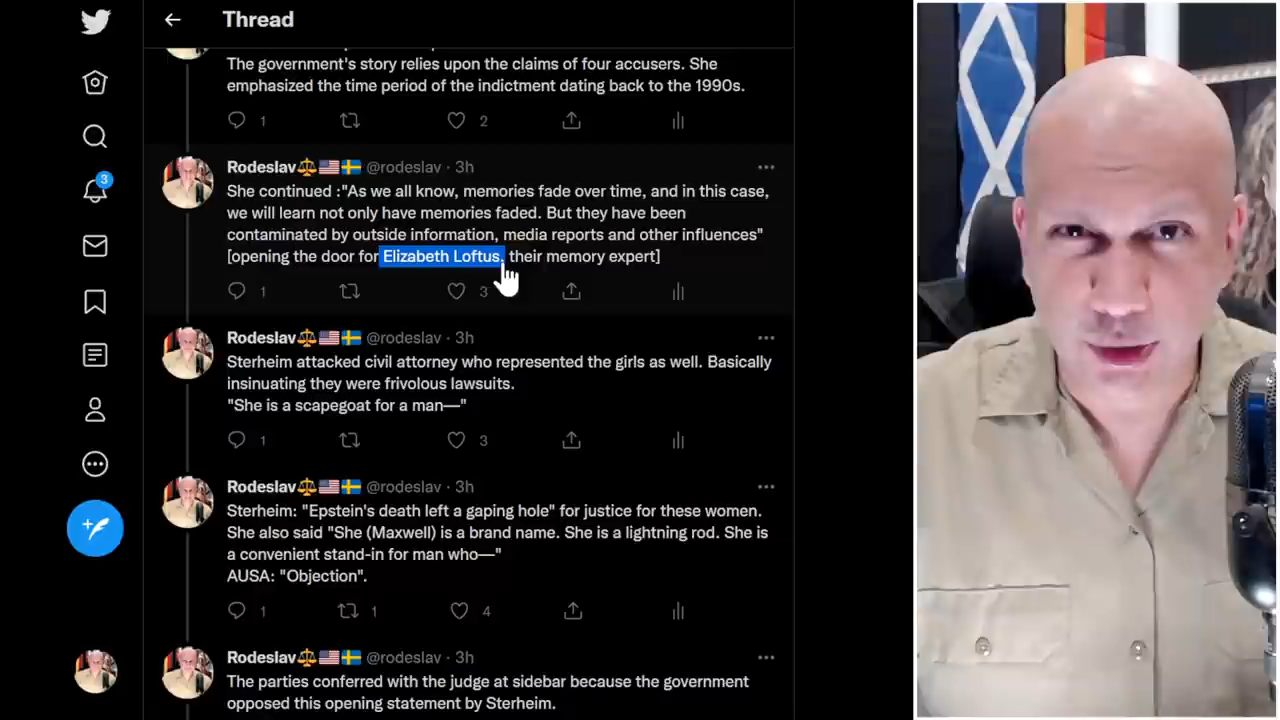 Thread
The government's story relies upon the claims of four accusers. She
emphasized the time period of the indictment dating back to the 1990s.
1 2
Rodeslav⚖️🇺🇸🇸🇪 @rodeslav · 3h
She continued :"As we all know, memories fade over time, and in this case,
we will learn not only have memories faded. But they have been
contaminated by outside information, media reports and other influences"
[opening the door for Elizabeth Loftus, their memory expert]
1 3
Rodeslav⚖️🇺🇸🇸🇪 @rodeslav · 3h
Sterheim attacked civil attorney who represented the girls as well. Basically
insinuating they were frivolous lawsuits.
"She is a scapegoat for a man—"
1 3
Rodeslav⚖️🇺🇸🇸🇪 @rodeslav · 3h
Sterheim: "Epstein's death left a gaping hole" for justice for these women.
She also said "She (Maxwell) is a brand name. She is a lightning rod. She is
a convenient stand-in for man who—"
AUSA: "Objection".
1 1 4
Rodeslav⚖️🇺🇸🇸🇪 @rodeslav · 3h
The parties conferred with the judge at sidebar because the government
opposed this opening statement by Sterheim.
3